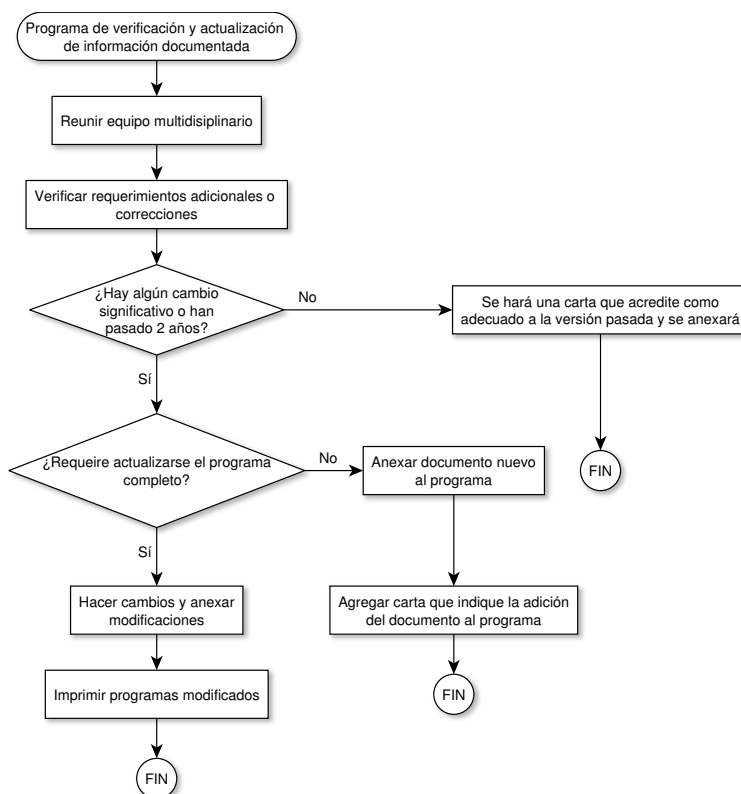 Programa de verificación y actualización
de información documentada
Reunir equipo multidisiplinario
Verificar requerimientos adicionales o
correcciones
¿Hay algún cambio
significativo o han
pasado 2 años?
No
Se hará una carta que acredite como
adecuado a la versión pasada y se anexará
Sí
FIN
¿Requeire actualizarse el programa
completo?
No
Anexar documento nuevo
al programa
Sí
Hacer cambios y anexar
modificaciones
Agregar carta que indique la adición
del documento al programa
Imprimir programas modificados
FIN
FIN